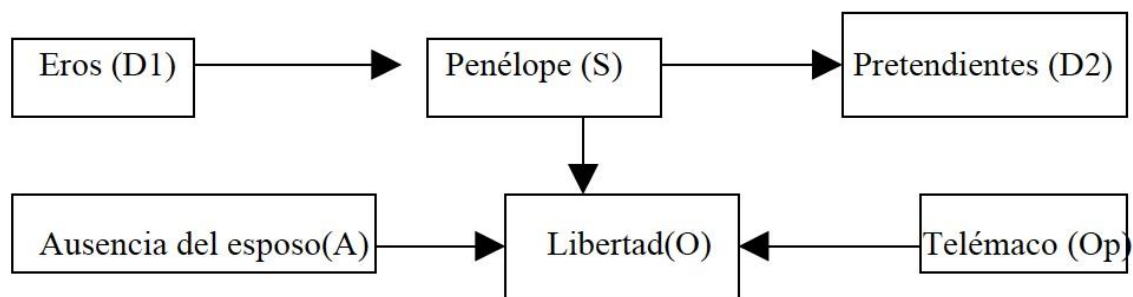 Eros (D1)
Penélope (S)
Pretendientes (D2)
Ausencia del esposo(A)
Libertad(O)
Telémaco (Op)